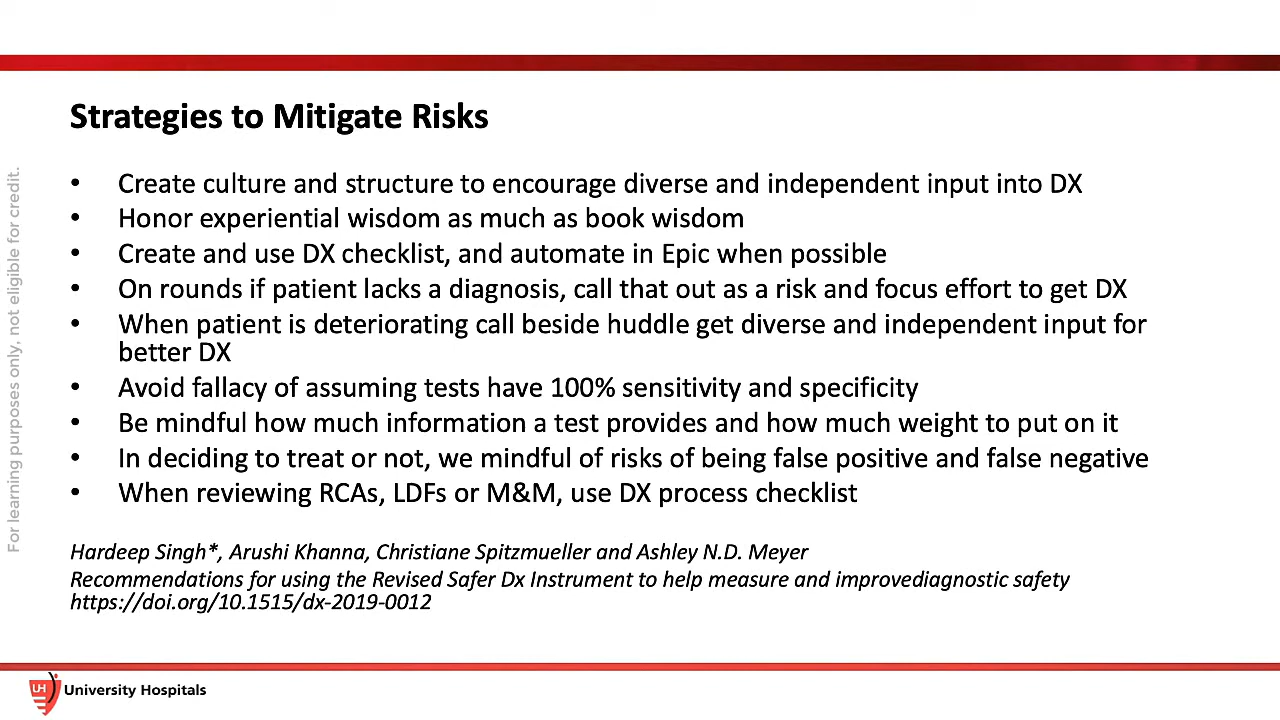 Strategies to Mitigate Risks
• Create culture and structure to encourage diverse and independent input into DX
• Honor experiential wisdom as much as book wisdom
• Create and use DX checklist, and automate in Epic when possible
• On rounds if patient lacks a diagnosis, call that out as a risk and focus effort to get DX
• When patient is deteriorating call beside huddle get diverse and independent input for
better DX
• Avoid fallacy of assuming tests have 100% sensitivity and specificity
• Be mindful how much information a test provides and how much weight to put on it
• In deciding to treat or not, we mindful of risks of being false positive and false negative
• When reviewing RCAs, LDFs or M&M, use DX process checklist
Hardeep Singh*, Arushi Khanna, Christiane Spitzmueller and Ashley N.D. Meyer
Recommendations for using the Revised Safer Dx Instrument to help measure and improvediagnostic safety
https://doi.org/10.1515/dx-2019-0012
For learning purposes only, not eligible for credit.
UH University Hospitals